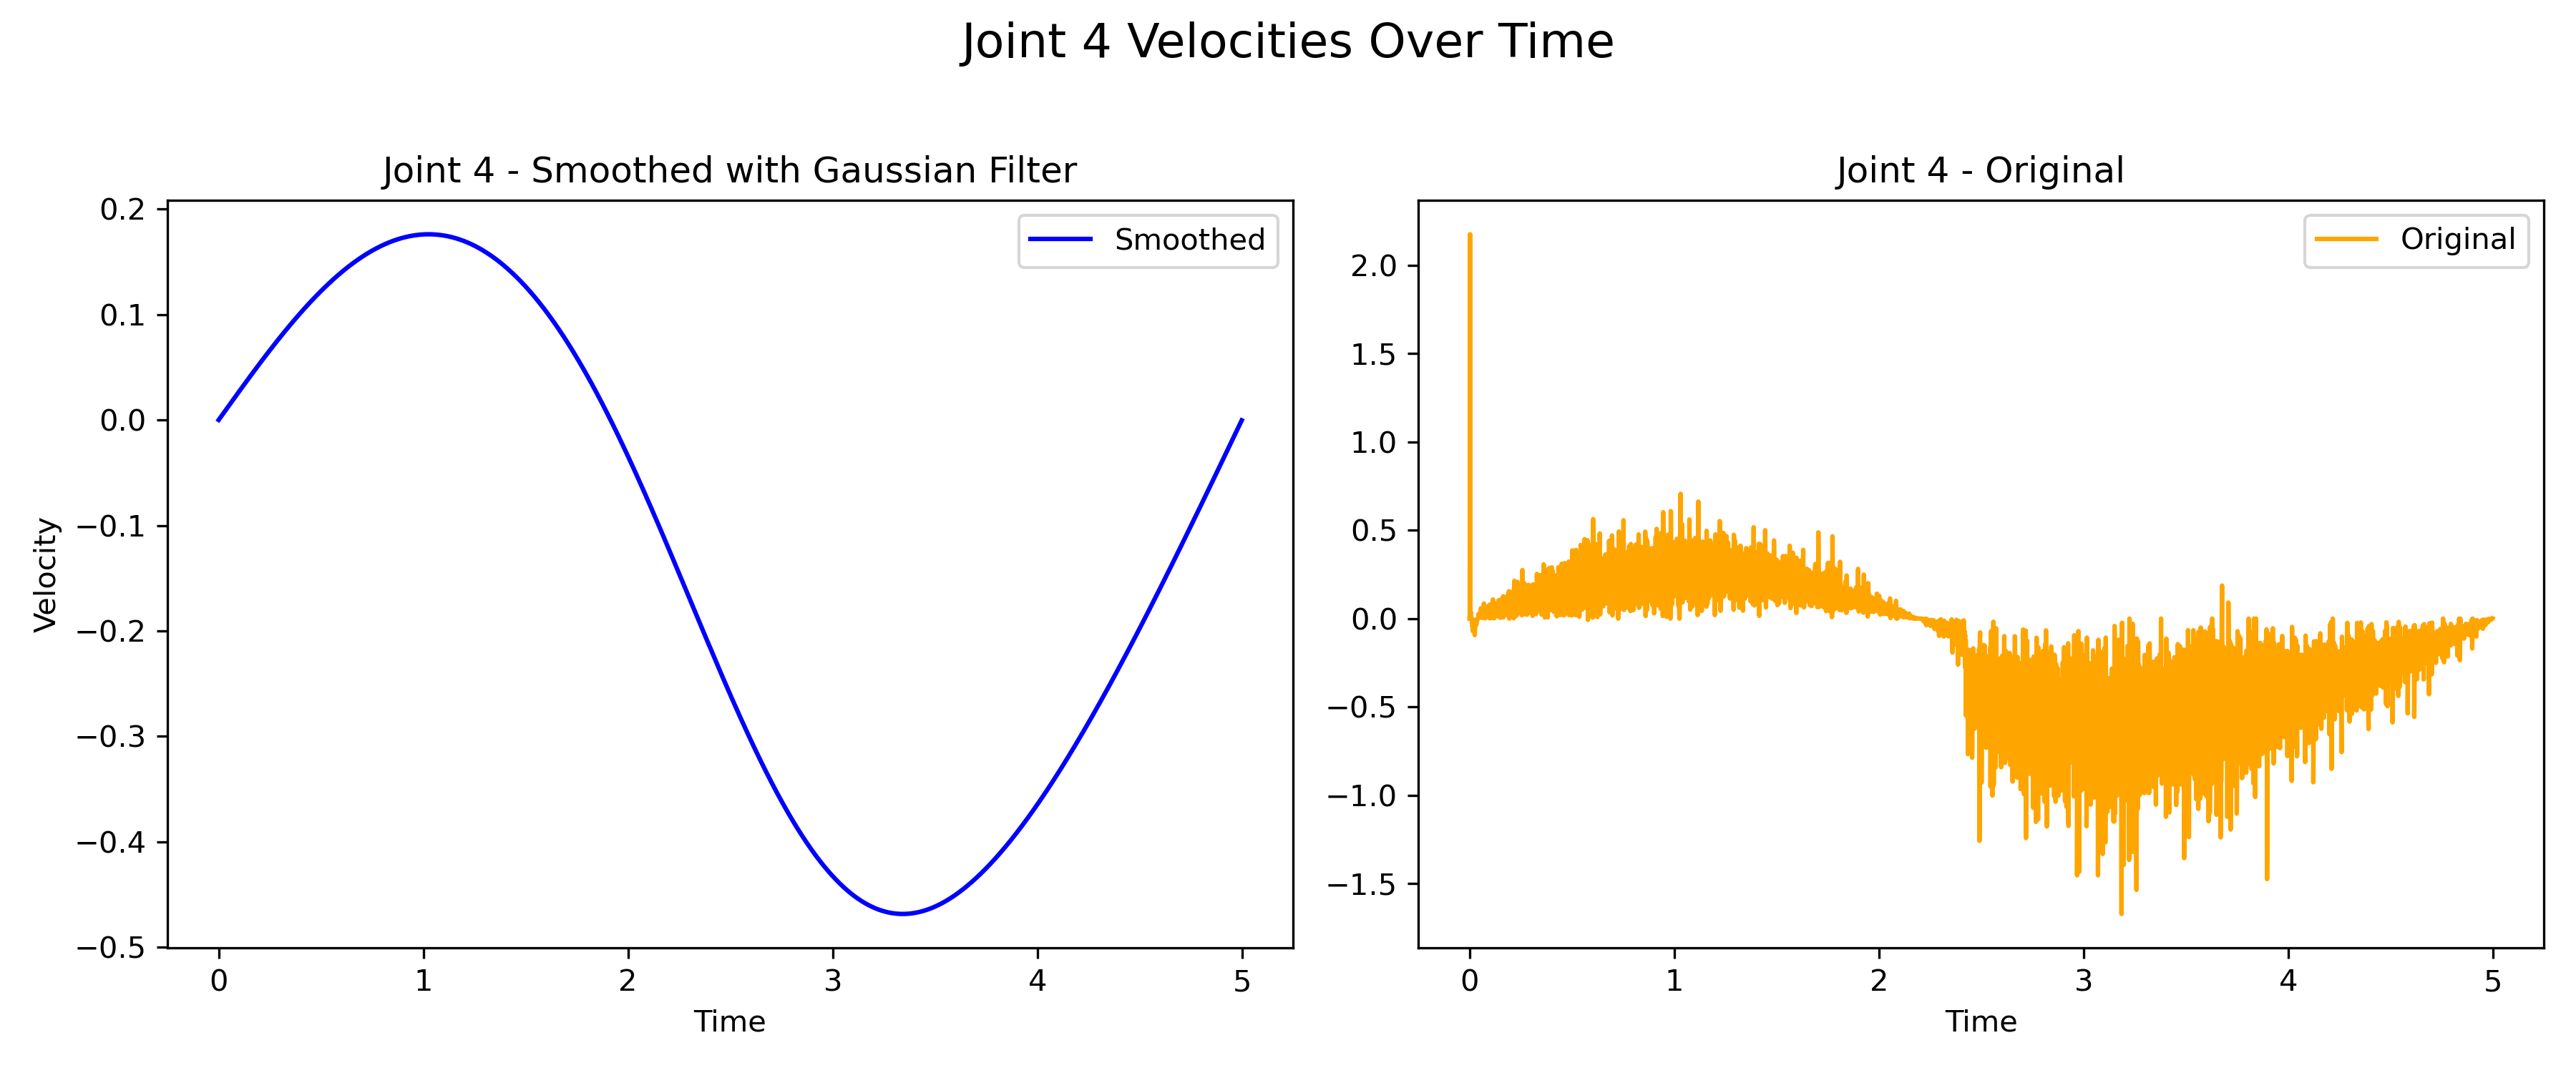 Joint 4 Velocities Over Time
Joint 4 - Smoothed with Gaussian Filter
Smoothed
0.2
0.1
0.0
−0.1
−0.2
−0.3
−0.4
−0.5
Velocity
0 1 2 3 4 5
Time
Joint 4 - Original
Original
2.0
1.5
1.0
0.5
0.0
−0.5
−1.0
−1.5
0 1 2 3 4 5
Time